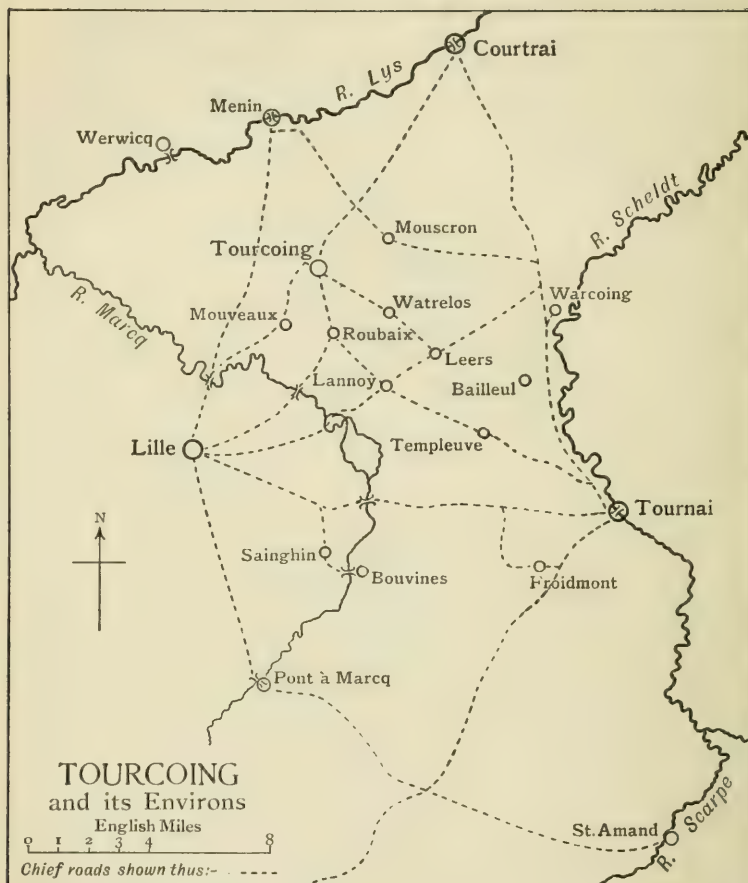 Courtrai
R. Lys
Menin
Werwicq
R. Scheldt
Mouscron
Tourcoing
R. Marcq
Watrelos
Warcoing
Mouveaux
Roubaix
Leers
Lannoy
Bailleul
Lille
Templeuve
Tournai
N
Sainghin
Bouvines
Froidmont
Pont à Marcq
TOURCOING
and its Environs
English Miles
0 1 2 3 4 8
Chief roads shown thus:-
St. Amand
R. Scarpe